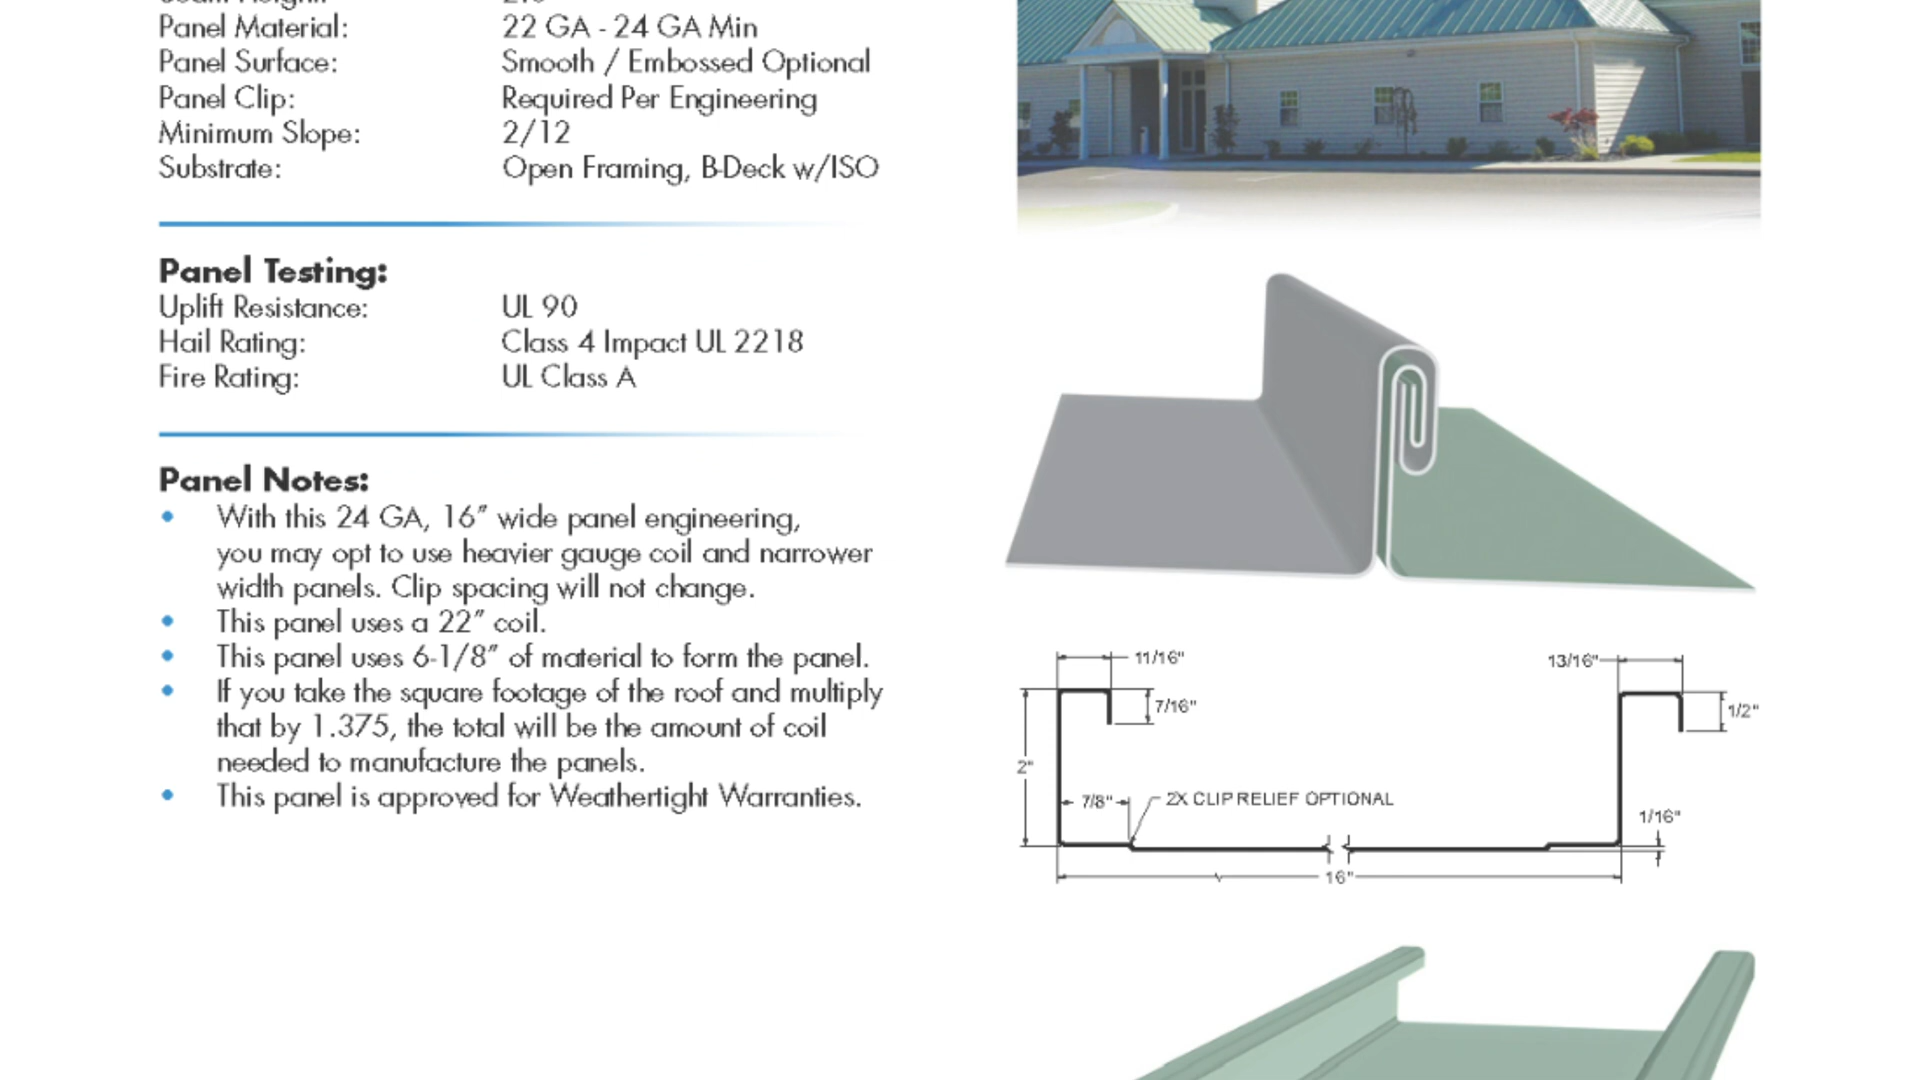 Panel Material: 22 GA - 24 GA Min
Panel Surface: Smooth / Embossed Optional
Panel Clip: Required Per Engineering
Minimum Slope: 2/12
Substrate: Open Framing, B-Deck w/ISO
Panel Testing:
Uplift Resistance: UL 90
Hail Rating: Class 4 Impact UL 2218
Fire Rating: UL Class A
Panel Notes:
• With this 24 GA, 16” wide panel engineering,
you may opt to use heavier gauge coil and narrower
width panels. Clip spacing will not change.
• This panel uses a 22” coil.
• This panel uses 6-1/8” of material to form the panel.
• If you take the square footage of the roof and multiply
that by 1.375, the total will be the amount of coil
needed to manufacture the panels.
• This panel is approved for Weathertight Warranties.
11/16"
13/16"
7/16"
1/2"
2"
7/8"
2X CLIP RELIEF OPTIONAL
1/16"
16"